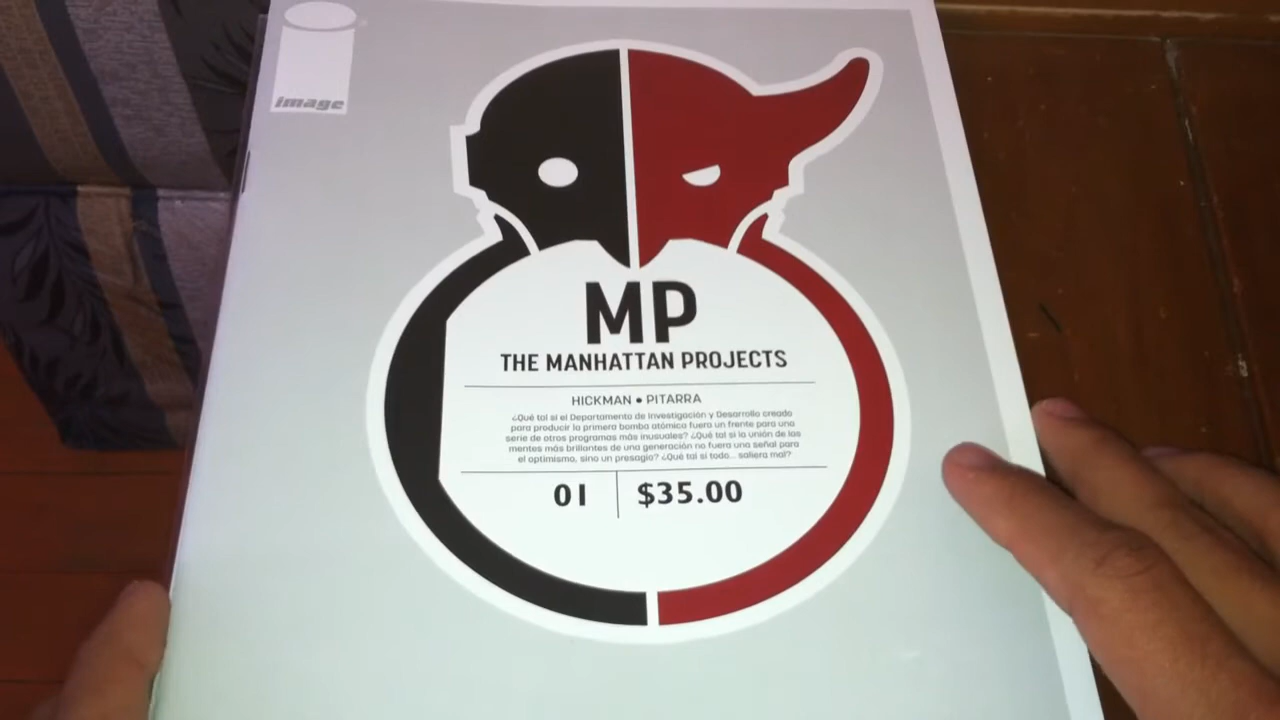 image
MP
THE MANHATTAN PROJECTS
HICKMAN • PITARRA
¿Qué tal si el Departamento de Investigación y Desarrollo creado
para producir la primera bomba atómica fuera un frente para una
serie de otros programas más inusuales? ¿Qué tal si la unión de las
mentes más brillantes de una generación no fuera una señal para
el optimismo, sino un presagio? ¿Qué tal si todo... saliera mal?
01 $35.00